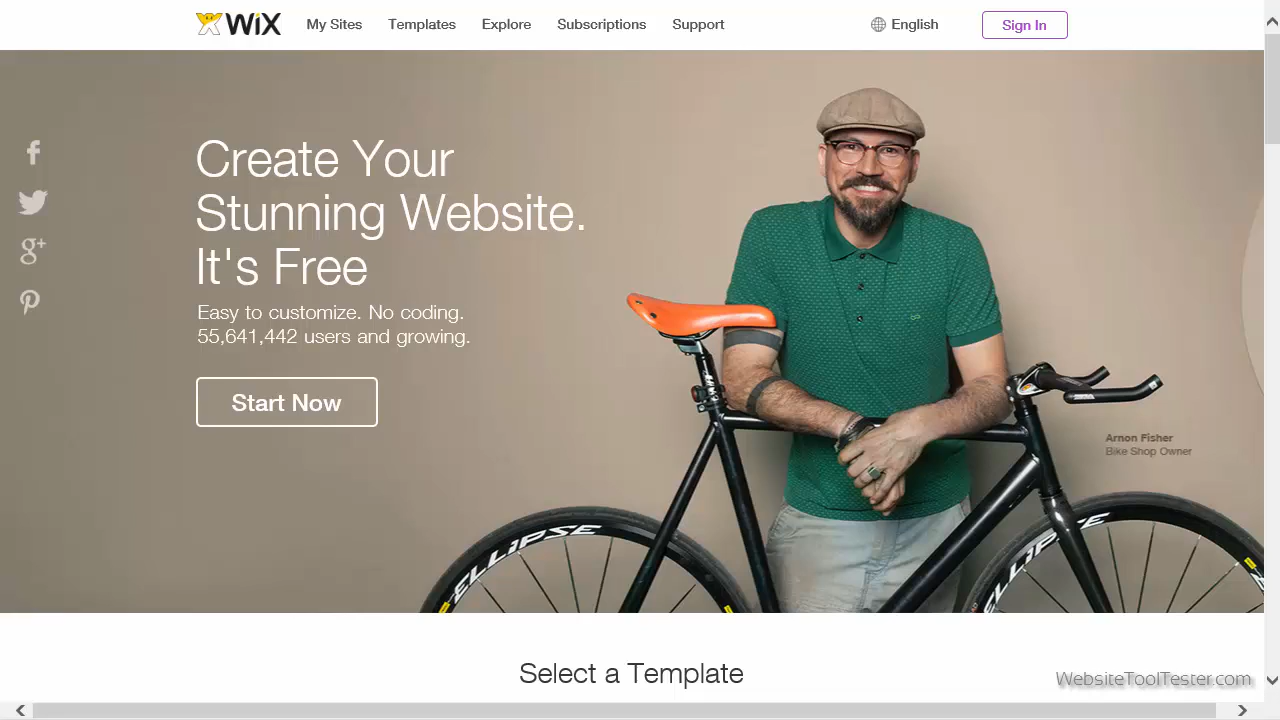 WiX
My Sites
Templates
Explore
Subscriptions
Support
English
Sign In
Create Your
Stunning Website.
It's Free
Easy to customize. No coding.
55,641,442 users and growing.
Start Now
Arnon Fisher
Bike Shop Owner
ELLIPSE
ELLIPSE
Select a Template
WebsiteToolTester.com